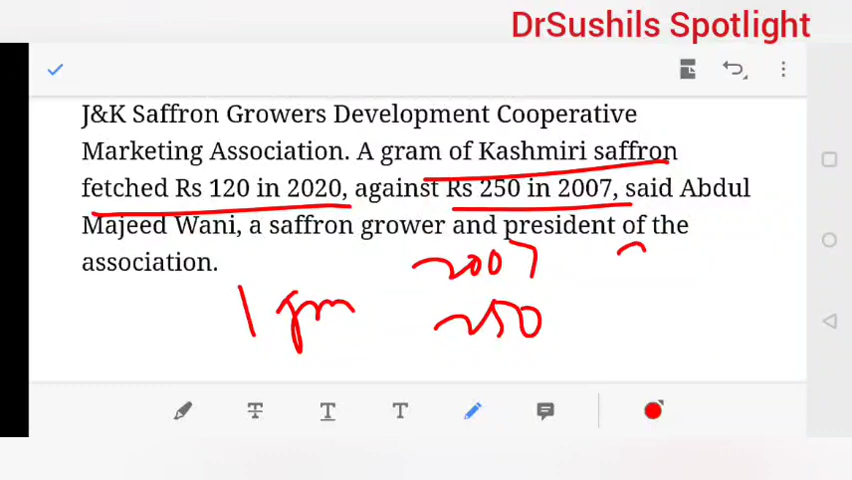 DrSushils Spotlight
J&K Saffron Growers Development Cooperative
Marketing Association. A gram of Kashmiri saffron
fetched Rs 120 in 2020, against Rs 250 in 2007, said Abdul
Majeed Wani, a saffron grower and president of the
association.
2007
1 gm
250
T T T